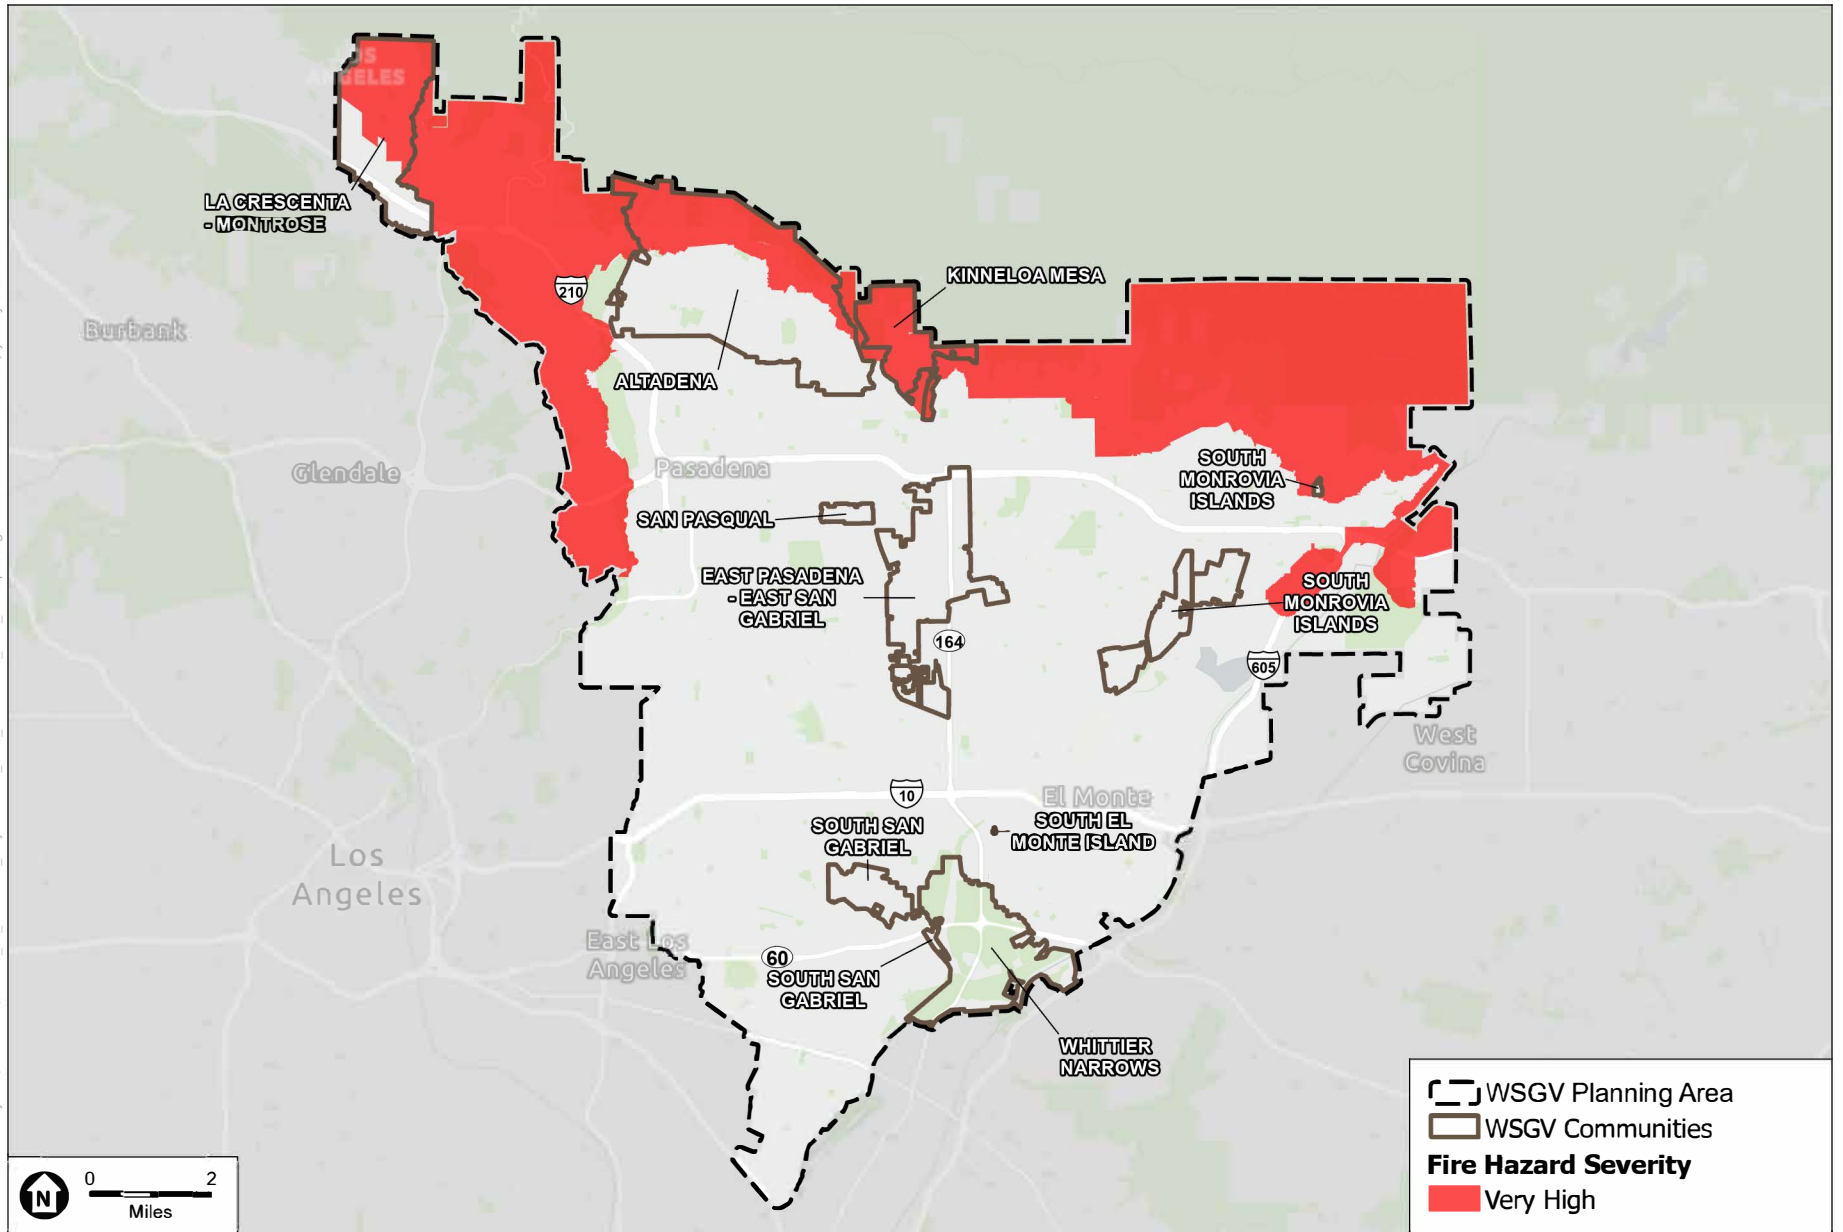 LOS
ANGELES
LA CRESCENTA
- MONTROSE
210
KINNELOA MESA
Burbank
ALTADENA
Glendale
Pasadena
SOUTH
MONROVIA
ISLANDS
SAN PASQUAL
EAST PASADENA
- EAST SAN
GABRIEL
SOUTH
MONROVIA
ISLANDS
164
605
West
Covina
10
El Monte
SOUTH SAN
GABRIEL
SOUTH EL
MONTE ISLAND
Los
Angeles
East Los
Angeles
60
SOUTH SAN
GABRIEL
WHITTIER
NARROWS
WSGV Planning Area
WSGV Communities
Fire Hazard Severity
Very High
N
0 2
Miles